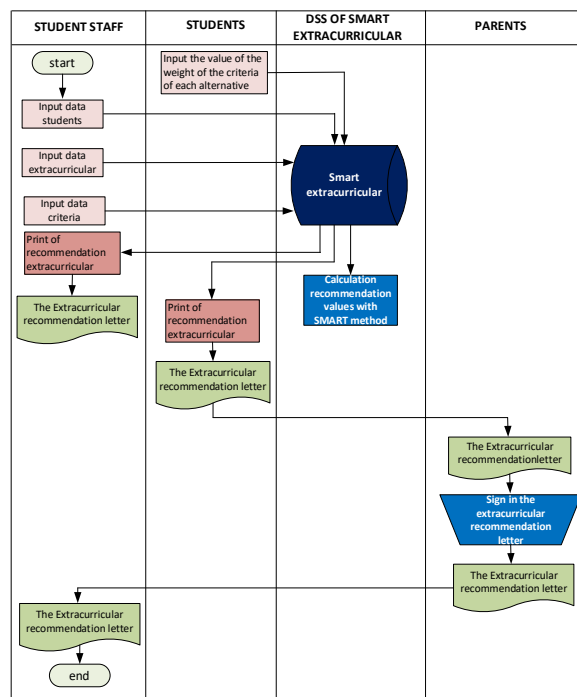 STUDENT STAFF
STUDENTS
DSS OF SMART
EXTRACURRICULAR
PARENTS
start
Input the value of the
weight of the criteria
of each alternative
Input data
students
Input data
extracurricular
Smart
extracurricular
Input data
criteria
Print of
recommendation
extracurricular
Calculation
recommendation
values with
SMART method
The Extracurricular
recommendation letter
Print of
recommendation
extracurricular
The Extracurricular
recommendation letter
The Extracurricular
recommendationletter
Sign in the
extracurricular
recommendation
letter
The Extracurricular
recommendation letter
The Extracurricular
recommendation letter
end